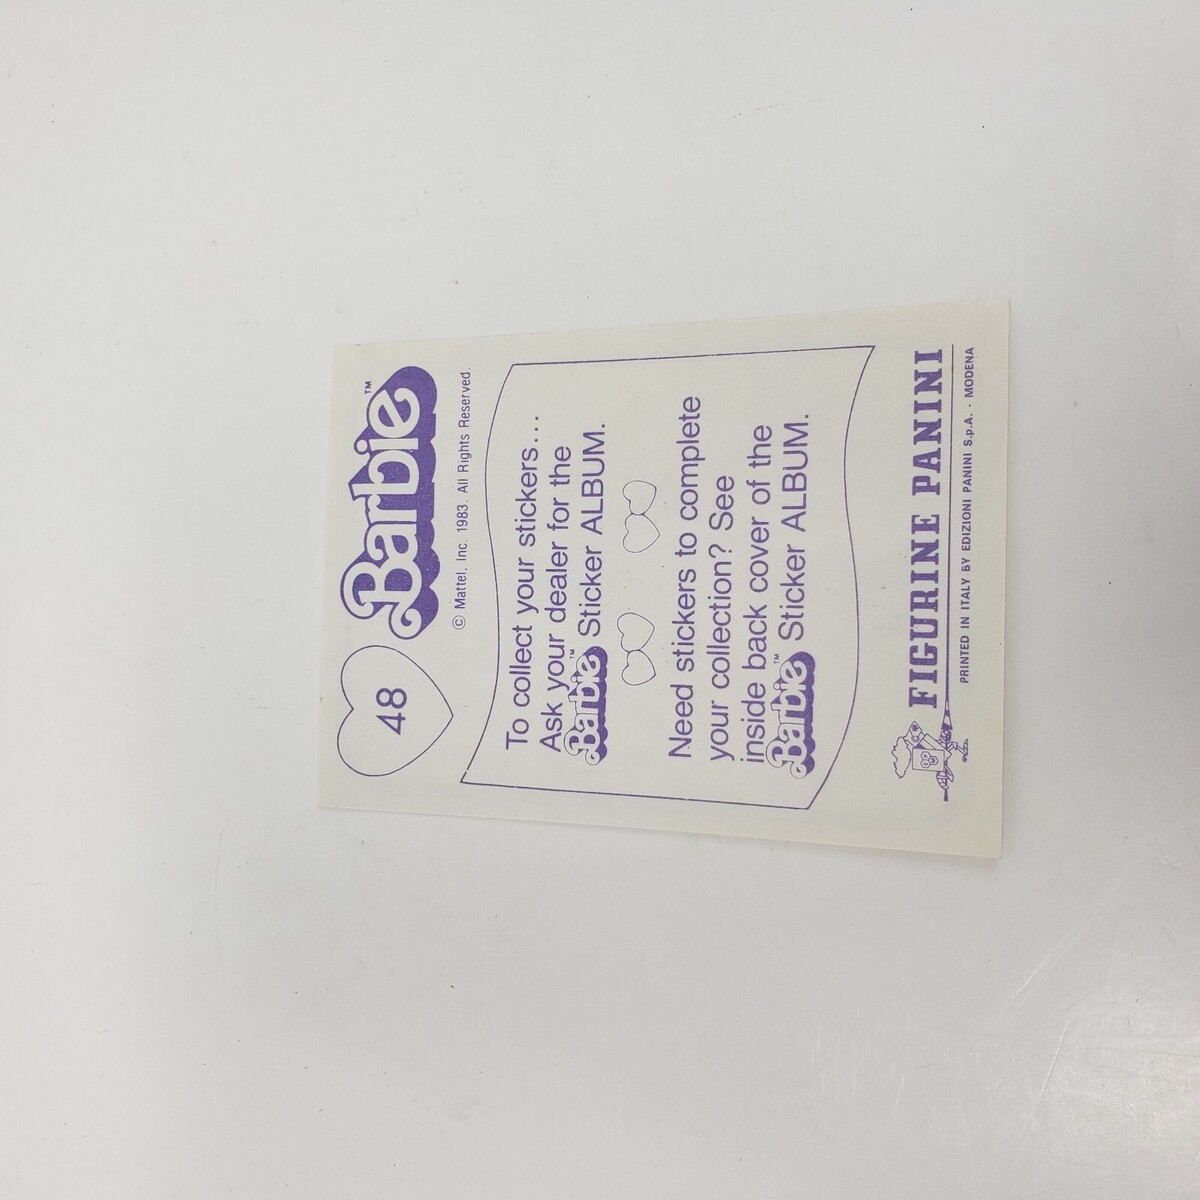 48
Barbie™
© Mattel, Inc. 1983. All Rights Reserved.
To collect your stickers...
Ask your dealer for the
Barbie™ Sticker ALBUM.
Need stickers to complete
your collection? See
inside back cover of the
Barbie™ Sticker ALBUM.
FIGURINE PANINI
PRINTED IN ITALY BY EDIZIONI PANINI S.p.A. - MODENA